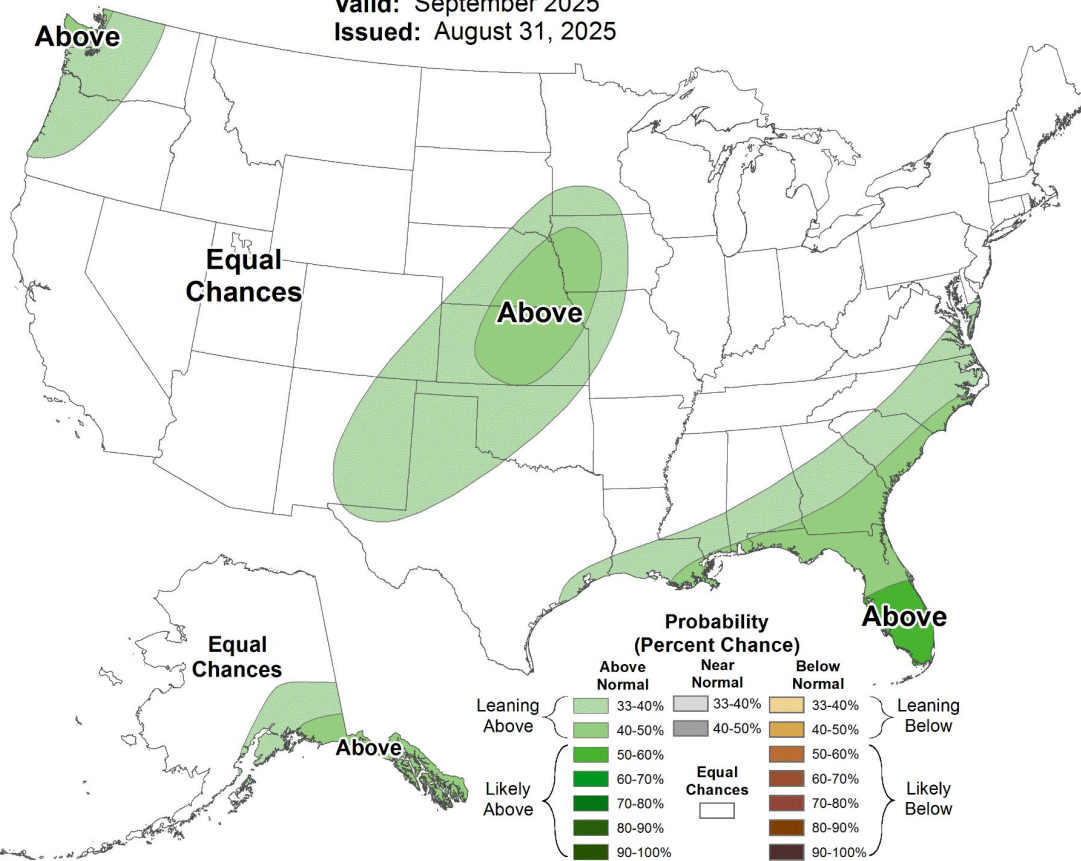 Valid: September 2025
Issued: August 31, 2025
Above
Equal
Chances
Above
Above
Equal
Chances
Above
Probability
(Percent Chance)
Above
Normal
Near
Normal
Below
Normal
Leaning
Above
33-40%
40-50%
33-40%
40-50%
33-40%
40-50%
Leaning
Below
Likely
Above
50-60%
60-70%
70-80%
80-90%
90-100%
Equal
Chances
50-60%
60-70%
70-80%
80-90%
90-100%
Likely
Below